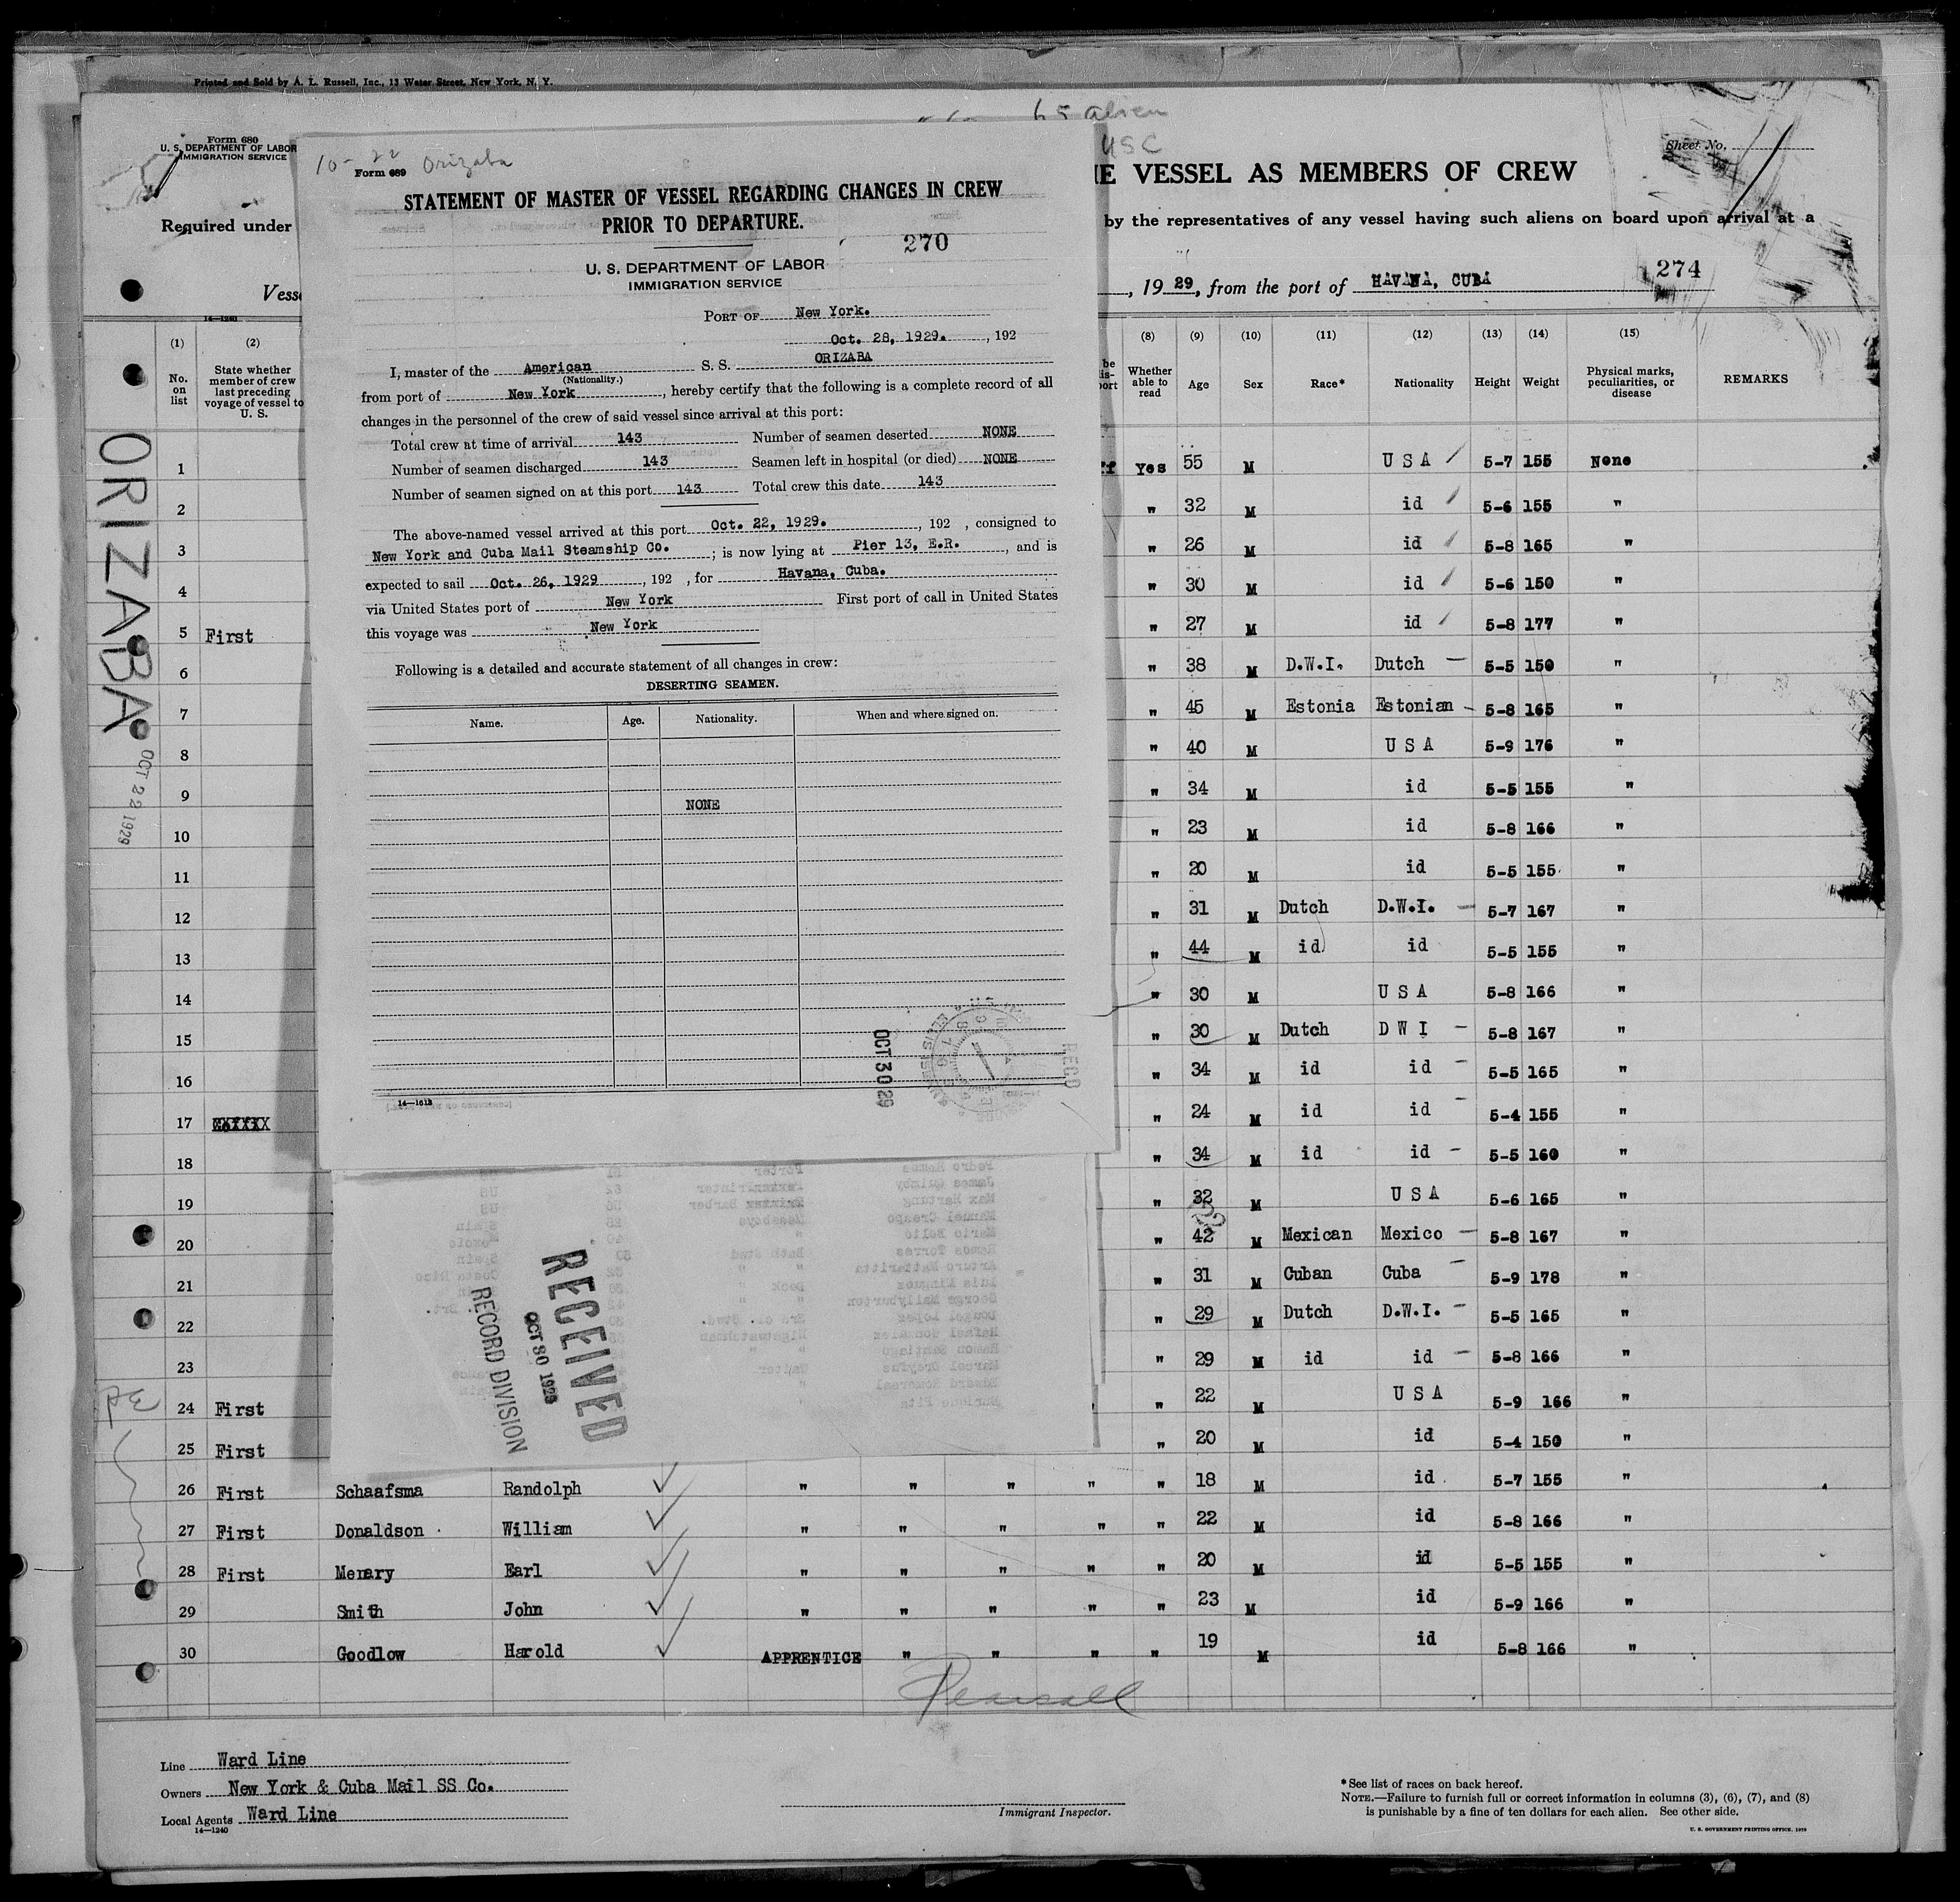 Printed and Sold by A. L. Russell, Inc., 13 Water Street, New York, N. Y.
65 Alien
USC
Form 680
U. S. DEPARTMENT OF LABOR
IMMIGRATION SERVICE
Required under
Vess
Sheet No.
E VESSEL AS MEMBERS OF CREW
by the representatives of any vessel having such aliens on board upon arrival at a
, 1929, from the port of HAVANA, CUBA
274
10-22 Orizaba
Form 689
STATEMENT OF MASTER OF VESSEL REGARDING CHANGES IN CREW
PRIOR TO DEPARTURE.
270
U. S. DEPARTMENT OF LABOR
IMMIGRATION SERVICE
PORT OF New York.
Oct. 28, 1929. , 192
I, master of the American S. S. ORIZABA
(Nationality.)
from port of New York, hereby certify that the following is a complete record of all
changes in the personnel of the crew of said vessel since arrival at this port:
Total crew at time of arrival 143 Number of seamen deserted NONE
Number of seamen discharged 143 Seamen left in hospital (or died) NONE
Number of seamen signed on at this port 143 Total crew this date 143
The above-named vessel arrived at this port Oct. 22, 1929. , 192 , consigned to
New York and Cuba Mail Steamship Co. ; is now lying at Pier 13, E.R. , and is
expected to sail Oct. 26, 1929 , 192 , for Havana, Cuba.
via United States port of New York First port of call in United States
this voyage was New York
Following is a detailed and accurate statement of all changes in crew:
DESERTING SEAMEN.
Name. Age. Nationality. When and where signed on.
NONE
OCT 30 29
RECD
14—1613
RECEIVED
OCT 30 1929
RECORD DIVISION
ORIZABA
OCT 22 1929
14—1240
(1) (2) (8) (9) (10) (11) (12) (13) (14) (15)
No. on list
State whether member of crew last preceding voyage of vessel to U. S.
Whether able to read
Age Sex Race* Nationality Height Weight
Physical marks, peculiarities, or disease
REMARKS
1 Yes 55 M U S A 5-7 155 None
2 " 32 M id 5-6 155 "
3 " 26 M id 5-8 165 "
4 " 30 M id 5-6 150 "
5 First " 27 M id 5-8 177 "
6 " 38 M D.W.I. Dutch 5-5 150 "
7 " 45 M Estonia Estonian 5-8 165 "
8 " 40 M U S A 5-9 176 "
9 " 34 M id 5-5 155 "
10 " 23 M id 5-8 166 "
11 " 20 M id 5-5 155 "
12 " 31 M Dutch D.W.I. 5-7 167 "
13 " 44 M id id 5-5 155 "
14 " 30 M U S A 5-8 166 "
15 " 30 M Dutch D W I 5-8 167 "
16 " 34 M id id 5-5 165 "
17 " 24 M id id 5-4 155 "
18 " 34 M id id 5-5 160 "
19 " 32 M U S A 5-6 165 "
20 " 42 M Mexican Mexico 5-8 167 "
21 " 31 M Cuban Cuba 5-9 178 "
22 " 29 M Dutch D.W.I. 5-5 165 "
23 " 29 M id id 5-8 166 "
24 First " 22 M U S A 5-9 166 "
25 First " 20 M id 5-4 150 "
26 First Schaafsma Randolph " " " " " 18 M id 5-7 155 "
27 First Donaldson William " " " " " 22 M id 5-8 166 "
28 First Merary Earl " " " " " 20 M id 5-5 155 "
29 Smith John " " " " " 23 M id 5-9 166 "
30 Goodlow Harold APPRENTICE " " " " 19 M id 5-8 166 "
Pearsall
Line Ward Line
Owners New York & Cuba Mail SS Co.
Local Agents Ward Line
14—1240
Immigrant Inspector.
*See list of races on back hereof.
NOTE.—Failure to furnish full or correct information in columns (3), (6), (7), and (8)
is punishable by a fine of ten dollars for each alien. See other side.
U. S. GOVERNMENT PRINTING OFFICE. 1929